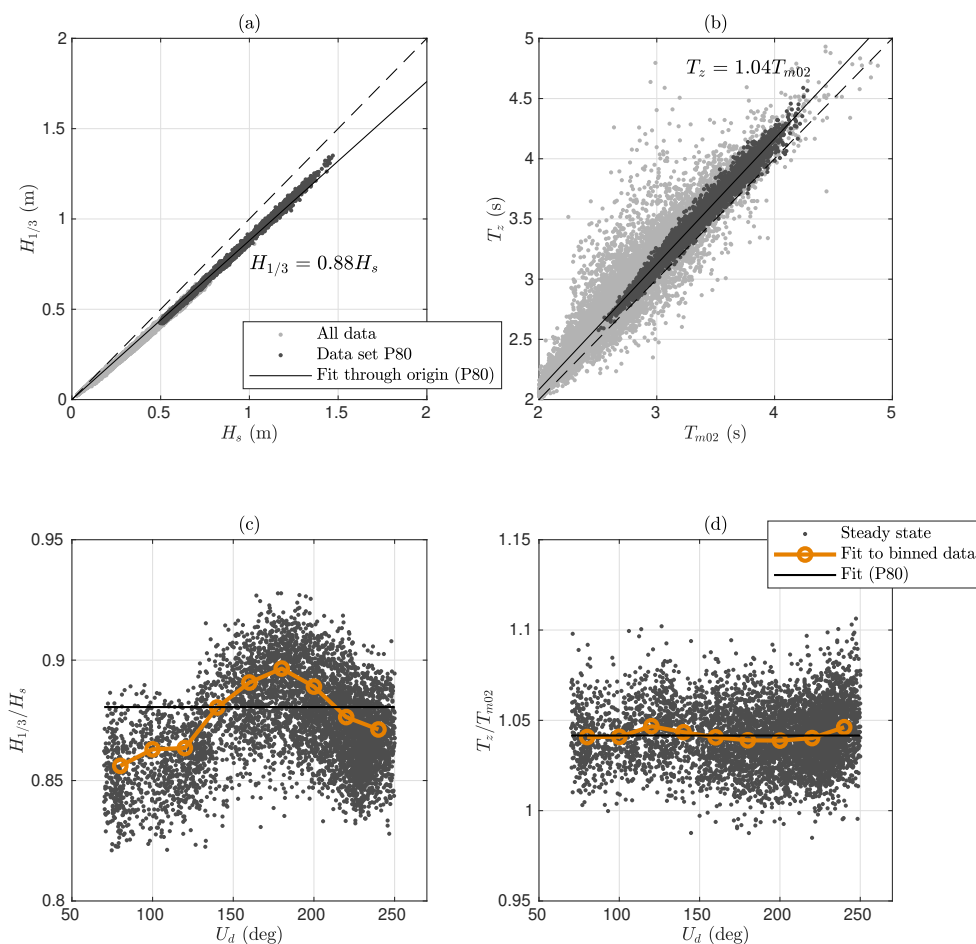 (a)
2
1.5
1
0.5
0
0 0.5 1 1.5 2
H_{1/3} (m)
H_s (m)
H_{1/3} = 0.88H_s
All data
Data set P80
Fit through origin (P80)
(b)
5
4.5
4
3.5
3
2.5
2
2 3 4 5
T_z (s)
T_{m02} (s)
T_z = 1.04T_{m02}
(c)
0.95
0.9
0.85
0.8
50 100 150 200 250
H_{1/3}/H_s
U_d (deg)
(d)
1.15
1.1
1.05
1
0.95
50 100 150 200 250
T_z/T_{m02}
U_d (deg)
Steady state
Fit to binned data
Fit (P80)